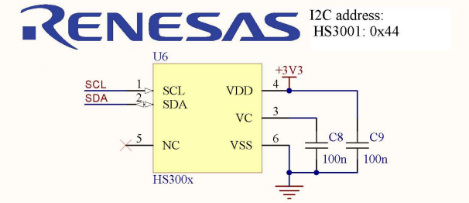 RENESAS
I2C address:
HS3001: 0x44
U6
+3V3
SCL 1 SCL VDD 4
SDA 2 SDA
VC 3
5 NC VSS 6
C8 C9
100n 100n
HS300x